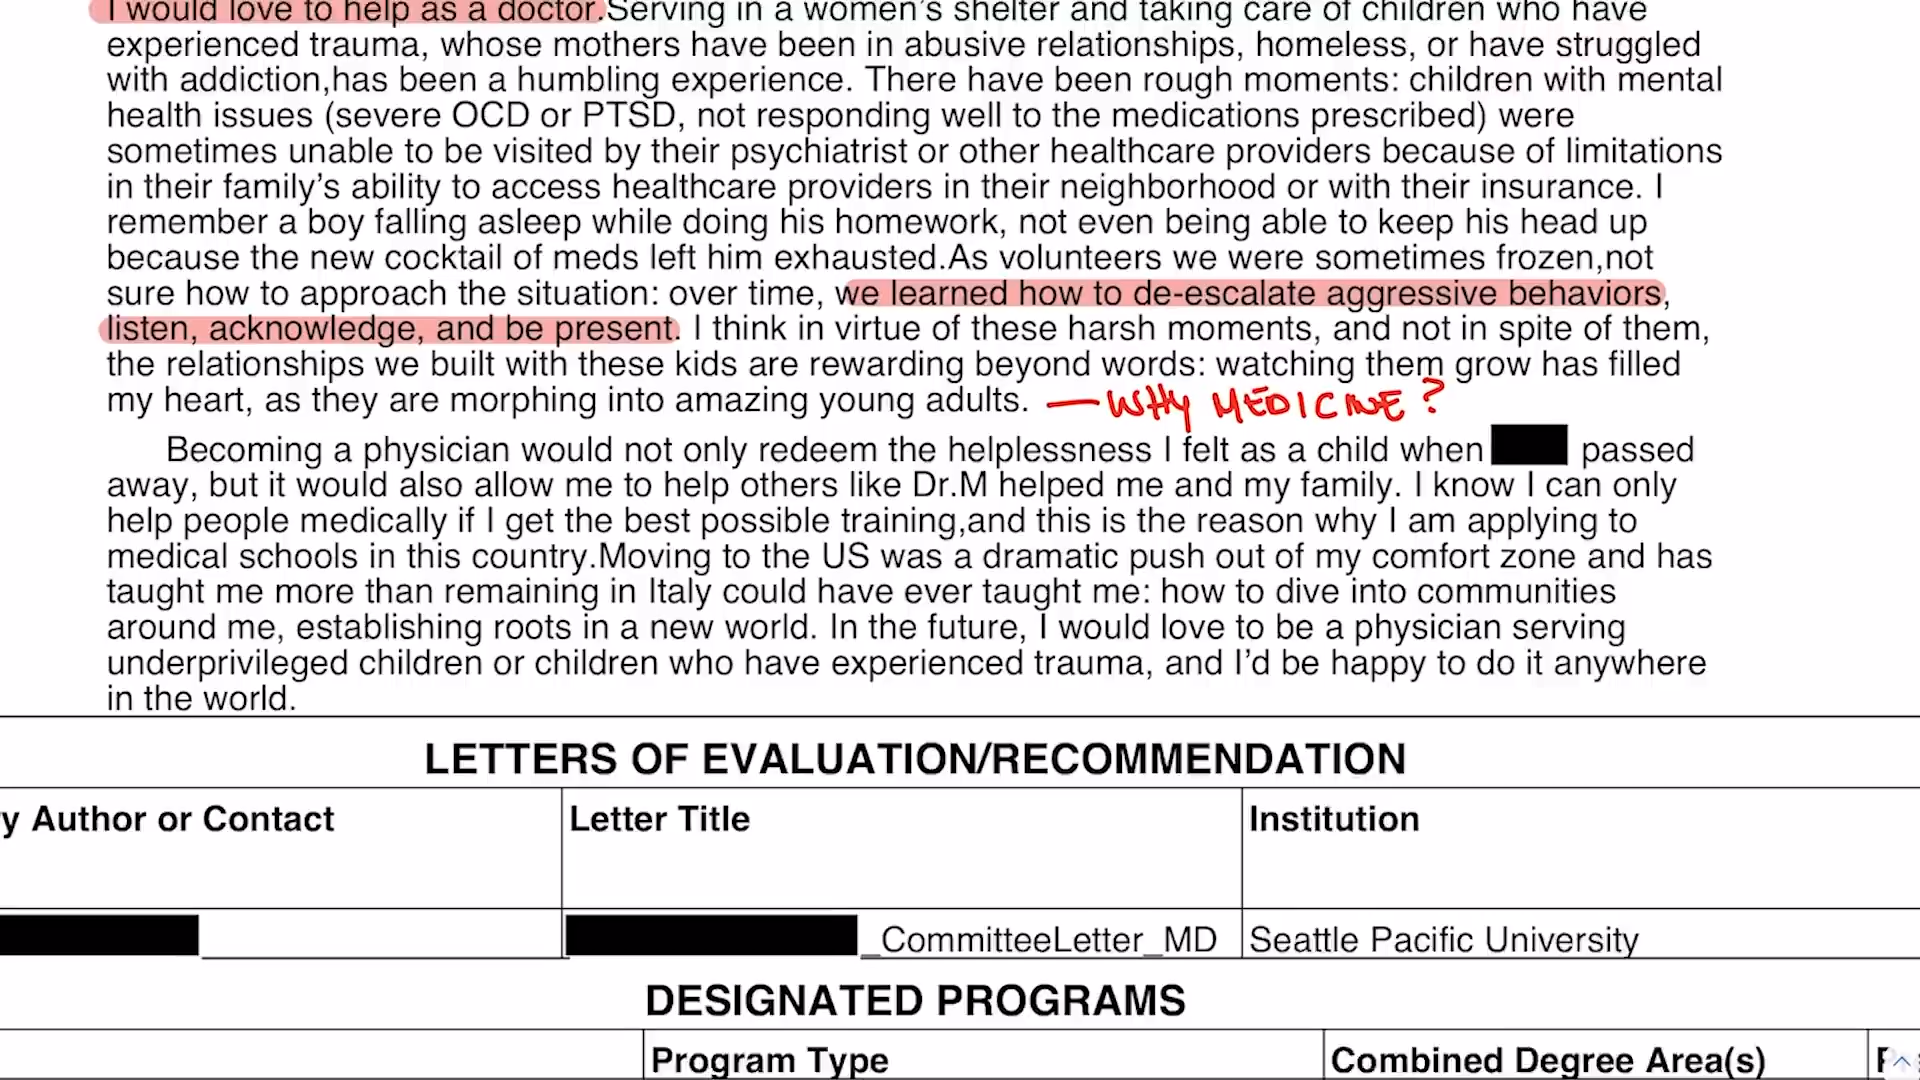 I would love to help as a doctor.Serving in a women's shelter and taking care of children who have
experienced trauma, whose mothers have been in abusive relationships, homeless, or have struggled
with addiction,has been a humbling experience. There have been rough moments: children with mental
health issues (severe OCD or PTSD, not responding well to the medications prescribed) were
sometimes unable to be visited by their psychiatrist or other healthcare providers because of limitations
in their family's ability to access healthcare providers in their neighborhood or with their insurance. I
remember a boy falling asleep while doing his homework, not even being able to keep his head up
because the new cocktail of meds left him exhausted.As volunteers we were sometimes frozen,not
sure how to approach the situation: over time, we learned how to de-escalate aggressive behaviors,
listen, acknowledge, and be present. I think in virtue of these harsh moments, and not in spite of them,
the relationships we built with these kids are rewarding beyond words: watching them grow has filled
my heart, as they are morphing into amazing young adults. — WHY MEDICINE?
Becoming a physician would not only redeem the helplessness I felt as a child when passed
away, but it would also allow me to help others like Dr.M helped me and my family. I know I can only
help people medically if I get the best possible training,and this is the reason why I am applying to
medical schools in this country.Moving to the US was a dramatic push out of my comfort zone and has
taught me more than remaining in Italy could have ever taught me: how to dive into communities
around me, establishing roots in a new world. In the future, I would love to be a physician serving
underprivileged children or children who have experienced trauma, and I'd be happy to do it anywhere
in the world.
LETTERS OF EVALUATION/RECOMMENDATION
y Author or Contact Letter Title Institution
_CommitteeLetter_MD Seattle Pacific University
DESIGNATED PROGRAMS
Program Type Combined Degree Area(s)